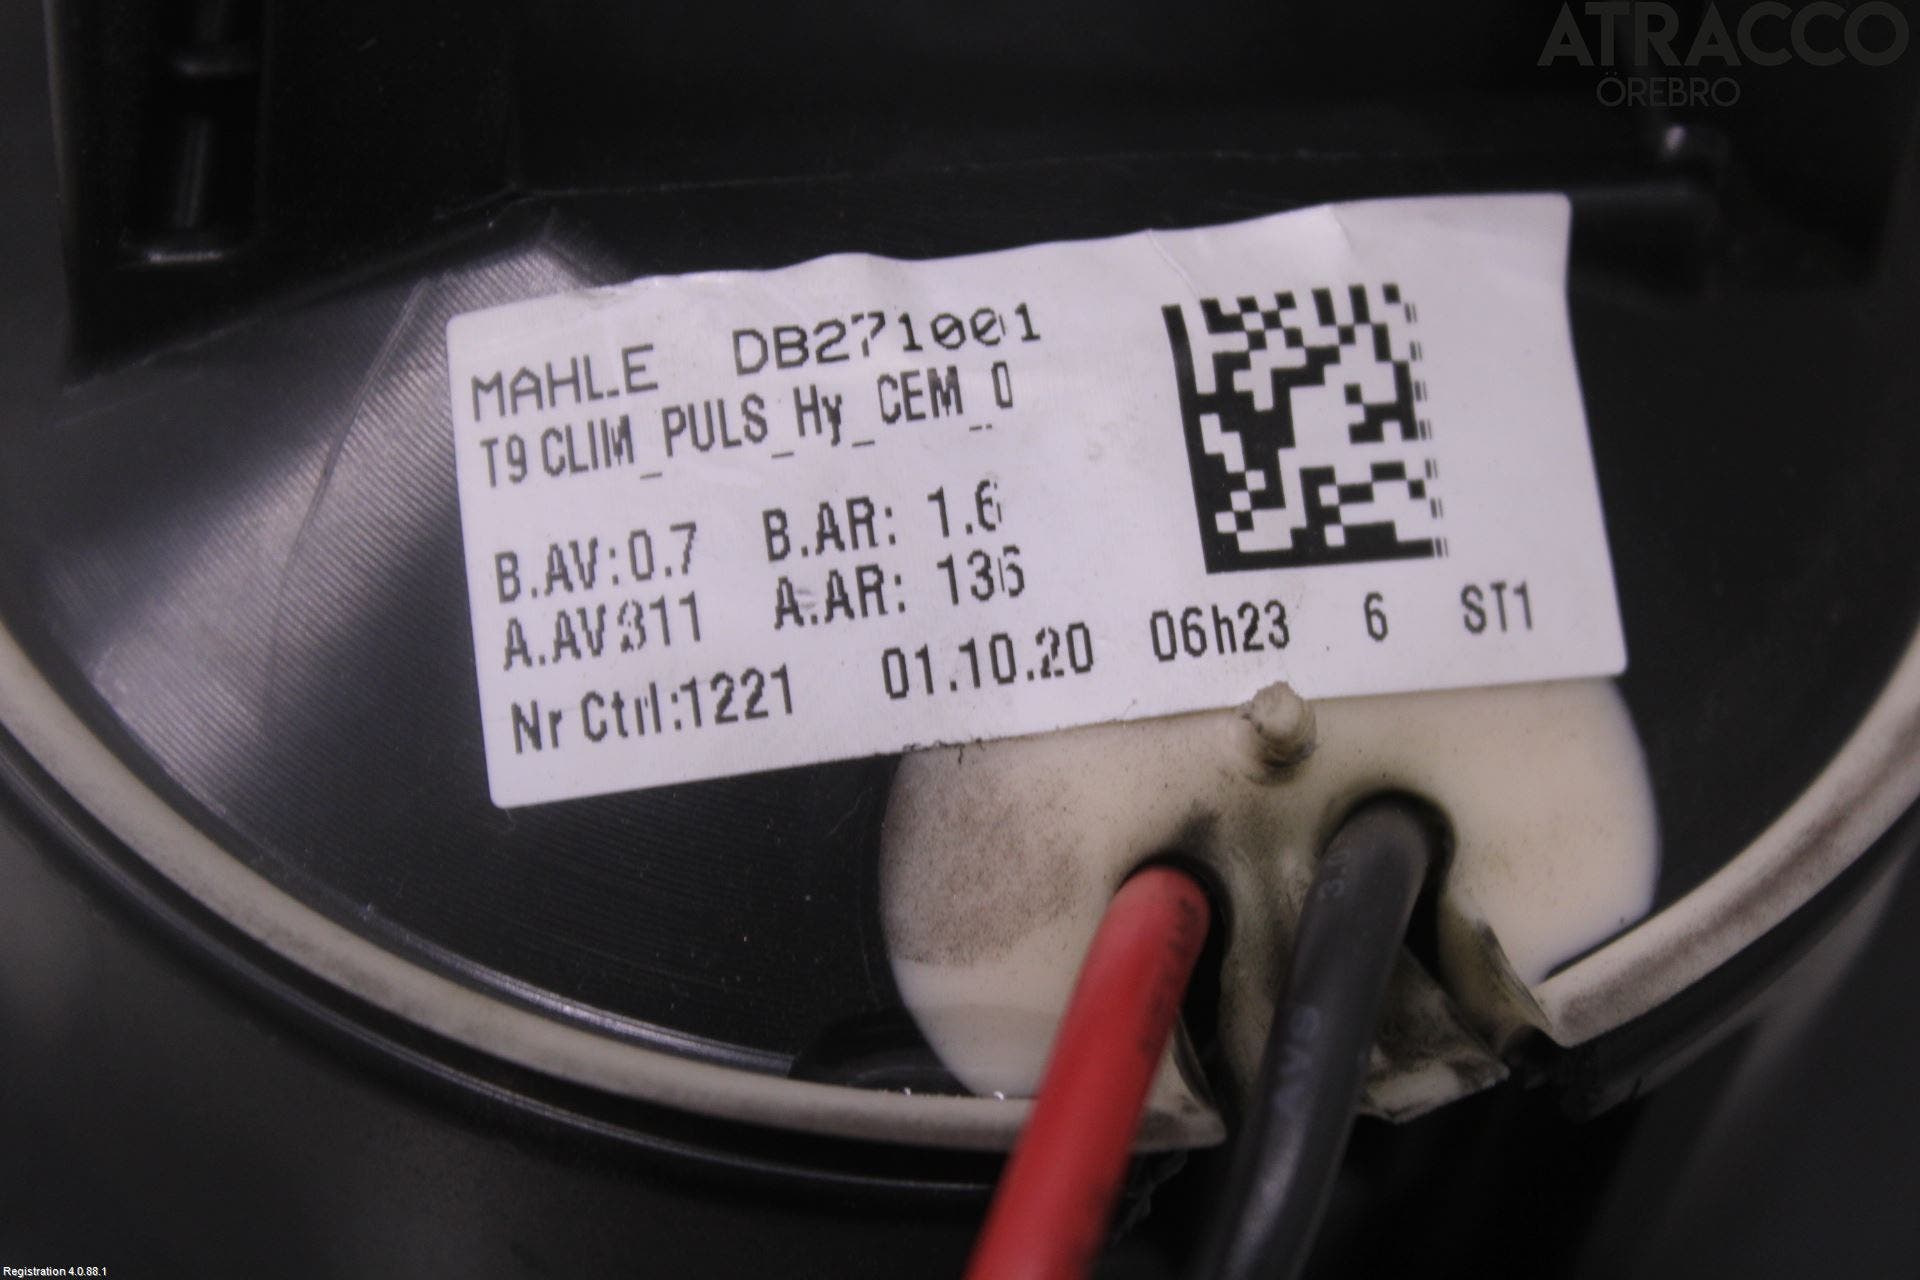 ATRACCO
ÖREBRO
MAHLE DB271001
T9 CLIM_PULS_Hy_CEM_0
B.AV:0.7 B.AR: 1.6
A.AV311 A.AR: 136
Nr Ctrl:1221 01.10.20 06h23 6 ST1
Registration 4.0.88.1